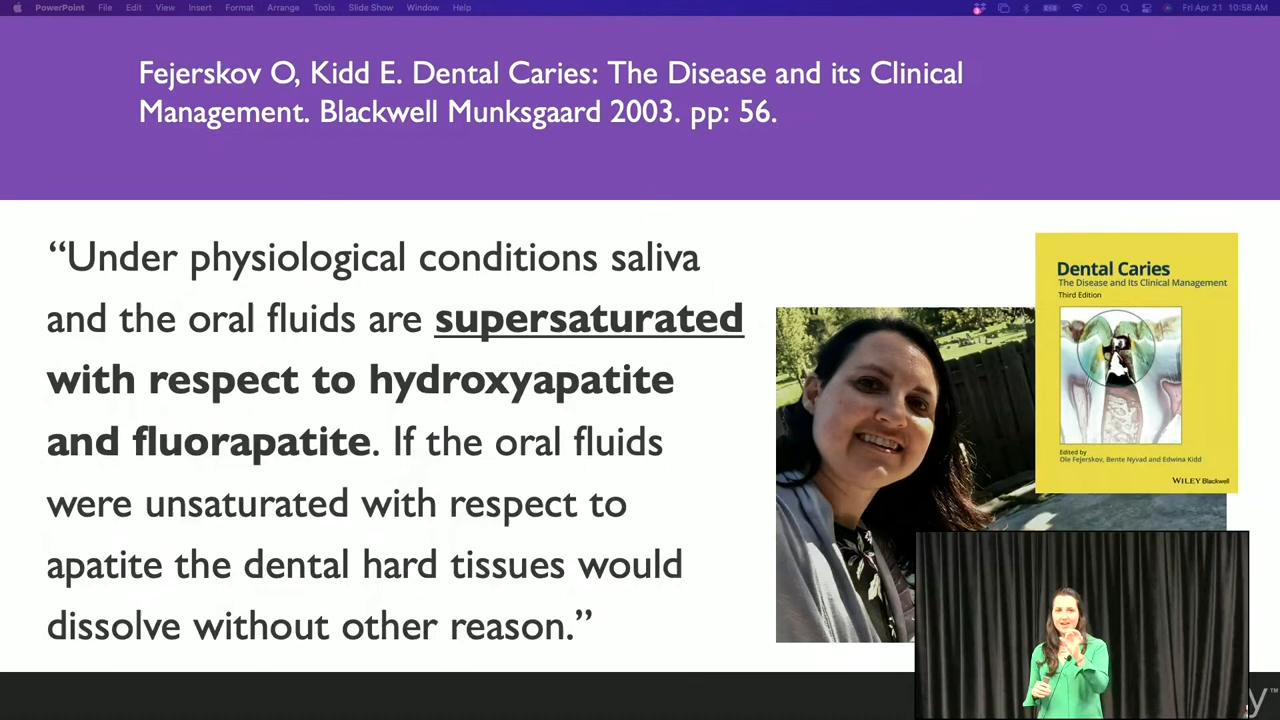 PowerPoint File Edit View Insert Format Arrange Tools Slide Show Window Help
Fri Apr 21 10:58 AM
Fejerskov O, Kidd E. Dental Caries: The Disease and its Clinical
Management. Blackwell Munksgaard 2003. pp: 56.
“Under physiological conditions saliva
and the oral fluids are supersaturated
with respect to hydroxyapatite
and fluorapatite. If the oral fluids
were unsaturated with respect to
apatite the dental hard tissues would
dissolve without other reason.”
Dental Caries
The Disease and Its Clinical Management
Third Edition
Edited by
Ole Fejerskov, Bente Nyvad and Edwina Kidd
WILEY Blackwell
y™